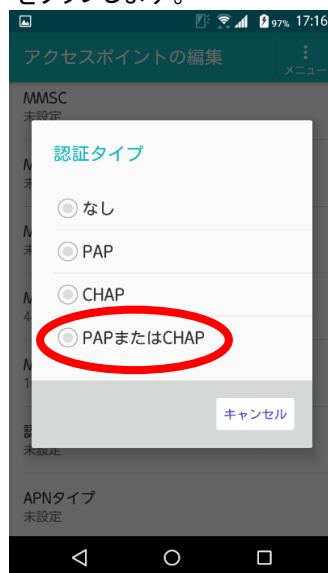 をタップします。
97% 17:16
アクセスポイントの編集
メニュー
MMSC
未設定
認証タイプ
なし
PAP
CHAP
PAPまたはCHAP
キャンセル
未設定
APNタイプ
未設定